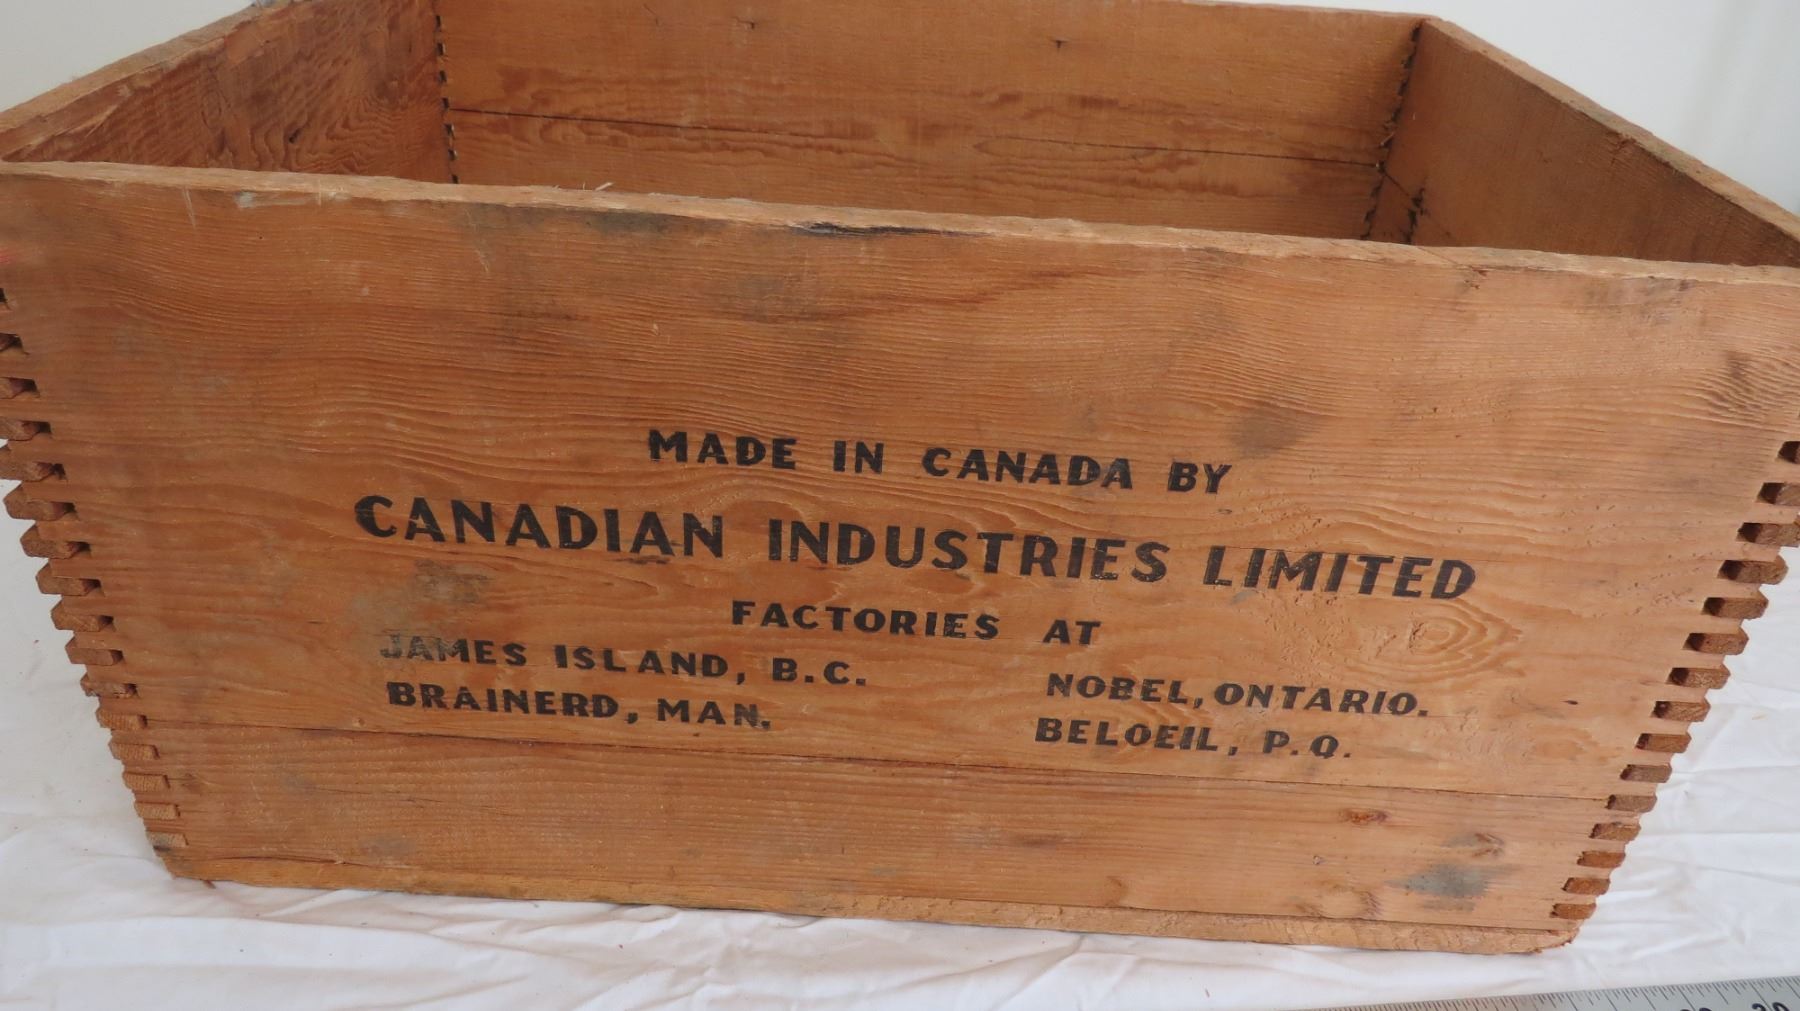 MADE IN CANADA BY
CANADIAN INDUSTRIES LIMITED
FACTORIES AT
JAMES ISLAND, B.C.
BRAINERD, MAN.
NOBEL, ONTARIO.
BELOEIL, P.Q.